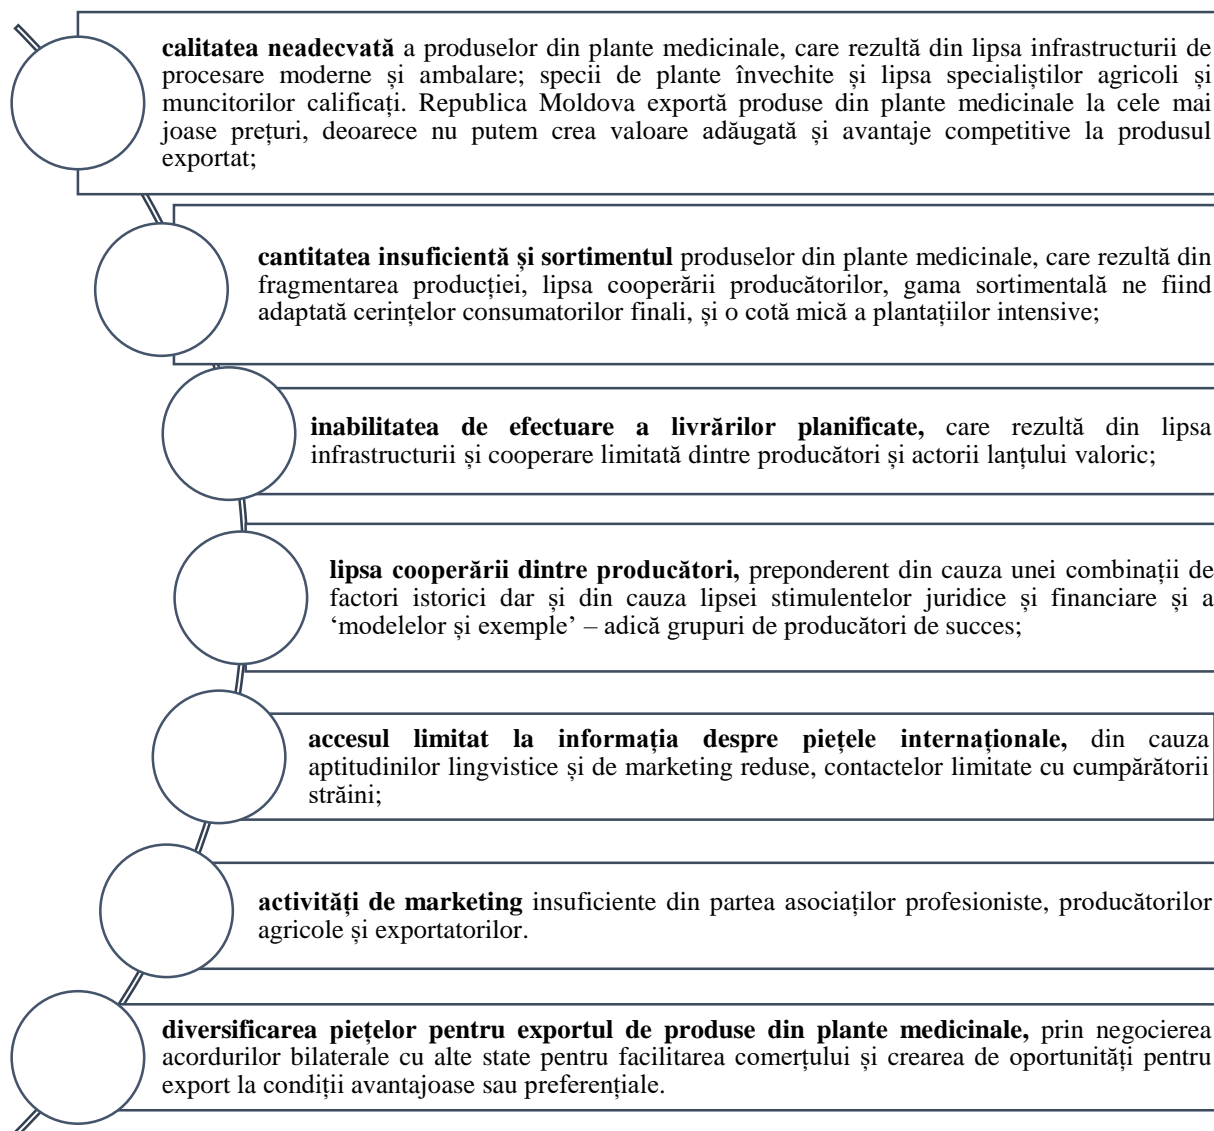 calitatea neadecvată a produselor din plante medicinale, care rezultă din lipsa infrastructurii de
procesare moderne și ambalare; specii de plante învechite și lipsa specialiștilor agricoli și
muncitorilor calificați. Republica Moldova exportă produse din plante medicinale la cele mai
joase prețuri, deoarece nu putem crea valoare adăugată și avantaje competitive la produsul
exportat;
cantitatea insuficientă și sortimentul produselor din plante medicinale, care rezultă din
fragmentarea producției, lipsa cooperării producătorilor, gama sortimentală ne fiind
adaptată cerințelor consumatorilor finali, și o cotă mică a plantațiilor intensive;
inabilitatea de efectuare a livrărilor planificate, care rezultă din lipsa
infrastructurii și cooperare limitată dintre producători și actorii lanțului valoric;
lipsa cooperării dintre producători, preponderent din cauza unei combinații de
factori istorici dar și din cauza lipsei stimulentelor juridice și financiare și a
‘modelelor și exemple’ – adică grupuri de producători de succes;
accesul limitat la informația despre piețele internaționale, din cauza
aptitudinilor lingvistice și de marketing reduse, contactelor limitate cu cumpărătorii
străini;
activități de marketing insuficiente din partea asociaților profesioniste, producătorilor
agricole și exportatorilor.
diversificarea piețelor pentru exportul de produse din plante medicinale, prin negocierea
acordurilor bilaterale cu alte state pentru facilitarea comerțului și crearea de oportunități pentru
export la condiții avantajoase sau preferențiale.